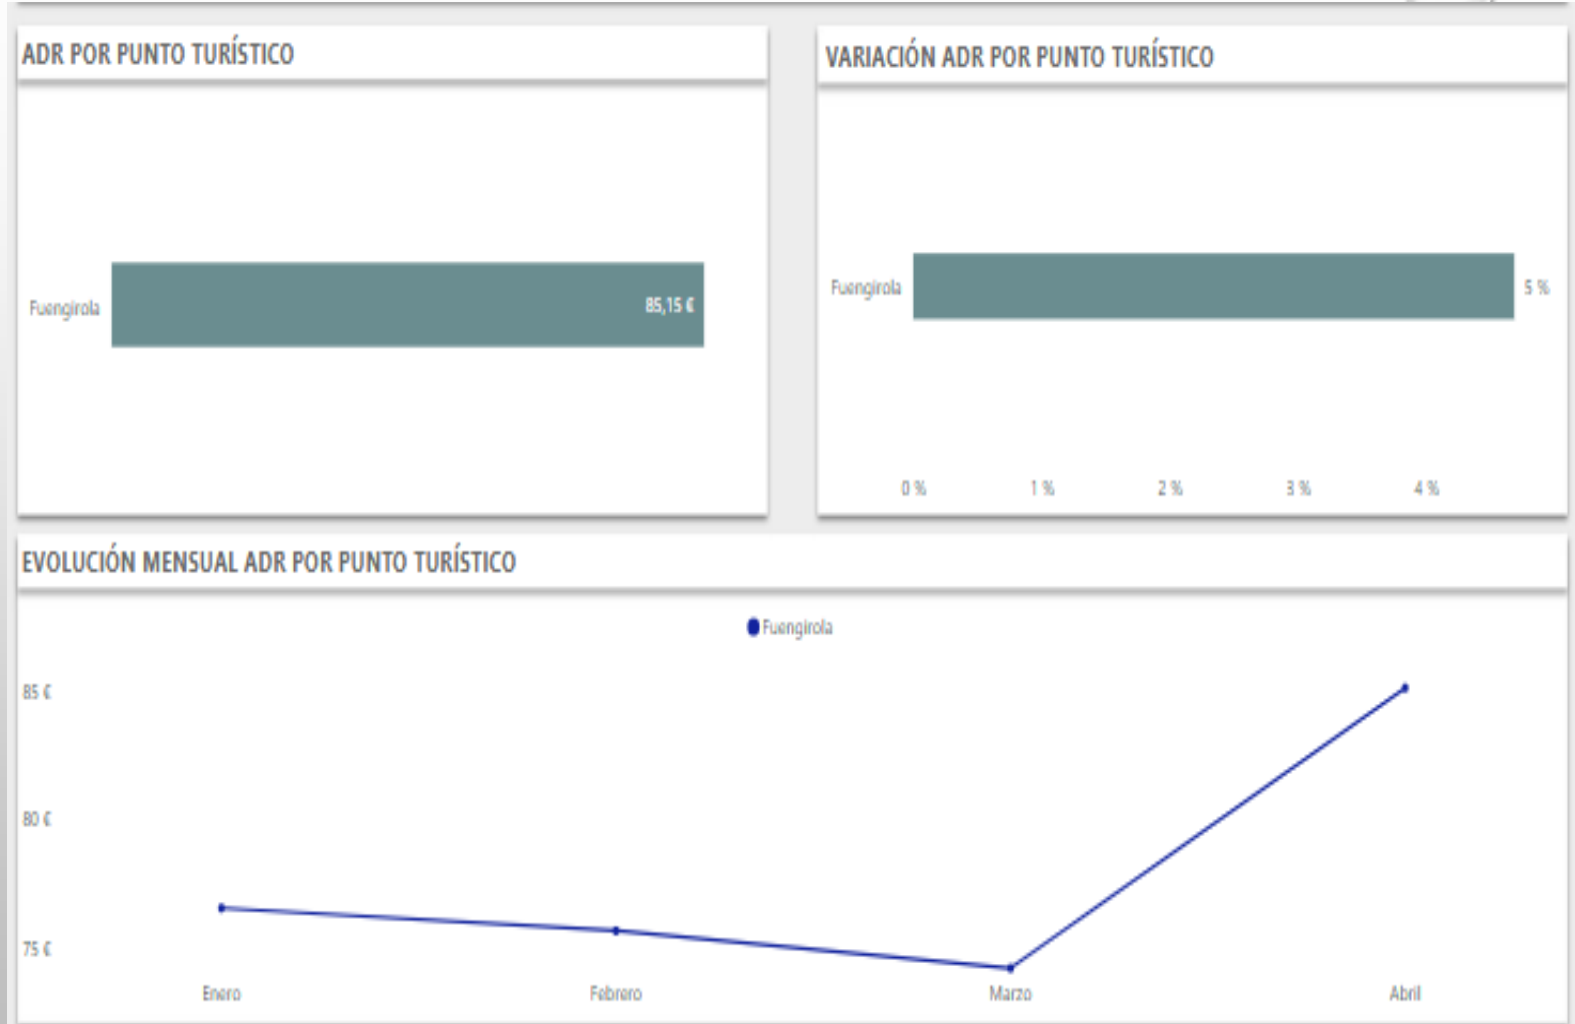 ADR POR PUNTO TURÍSTICO
Fuengirola
85,15 €
VARIACIÓN ADR POR PUNTO TURÍSTICO
Fuengirola
5 %
0 % 1 % 2 % 3 % 4 %
EVOLUCIÓN MENSUAL ADR POR PUNTO TURÍSTICO
Fuengirola
85 €
80 €
75 €
Enero Febrero Marzo Abril